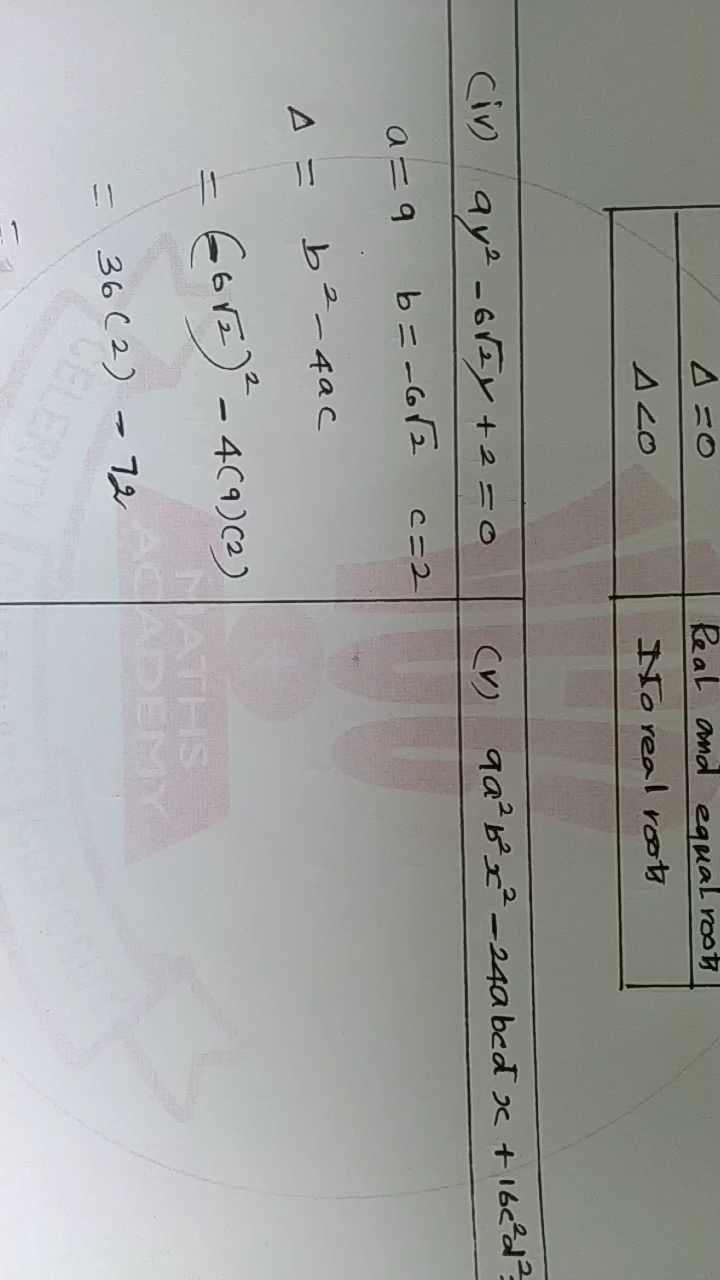 Δ = 0 Real and equal roots
Δ < 0 No real roots
(iv) 9y² - 6√2y + 2 = 0
(v) 9a²b²x² - 24abcd x + 16c²d² =
a = 9 b = -6√2 c = 2
Δ = b² - 4ac
= (-6√2)² - 4(9)(2)
= 36(2) - 72
=
MATHS
ACADEMY